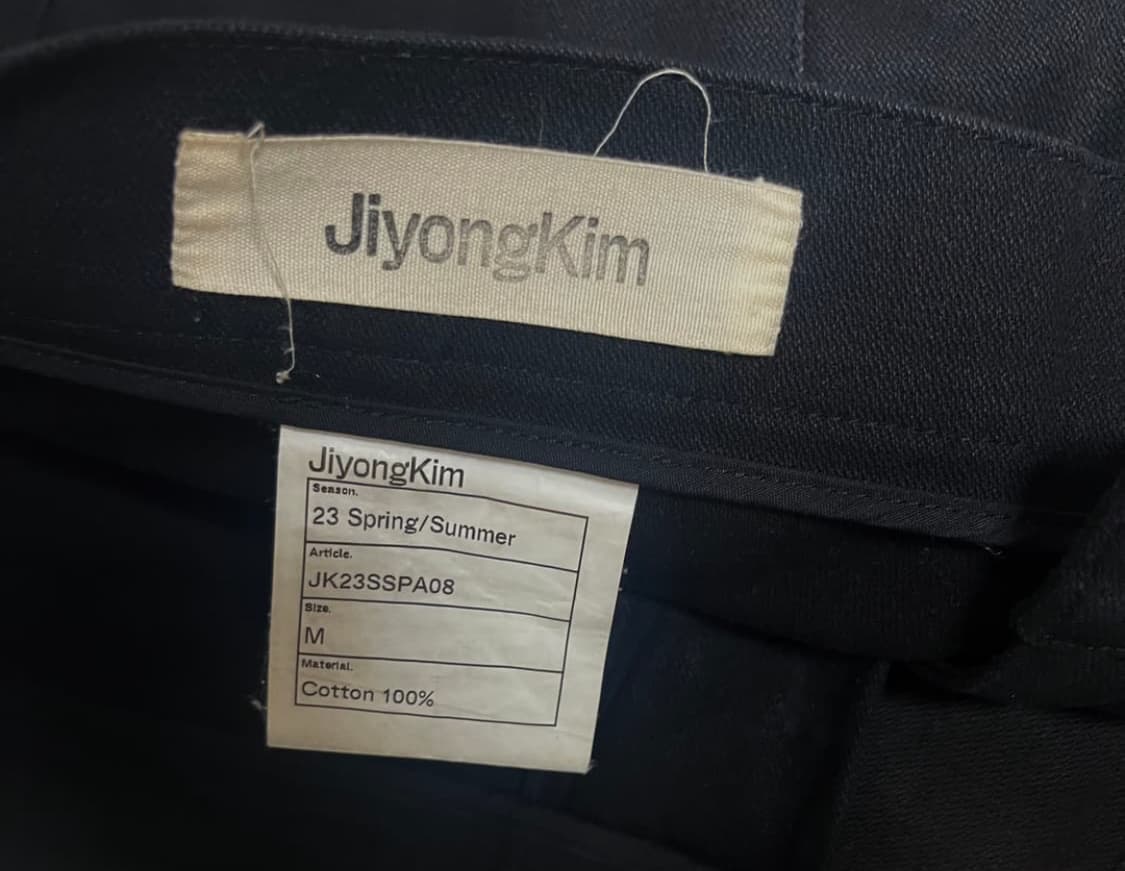 JiyongKim
JiyongKim
Season.
23 Spring/Summer
Article.
JK23SSPA08
Size.
M
Material.
Cotton 100%